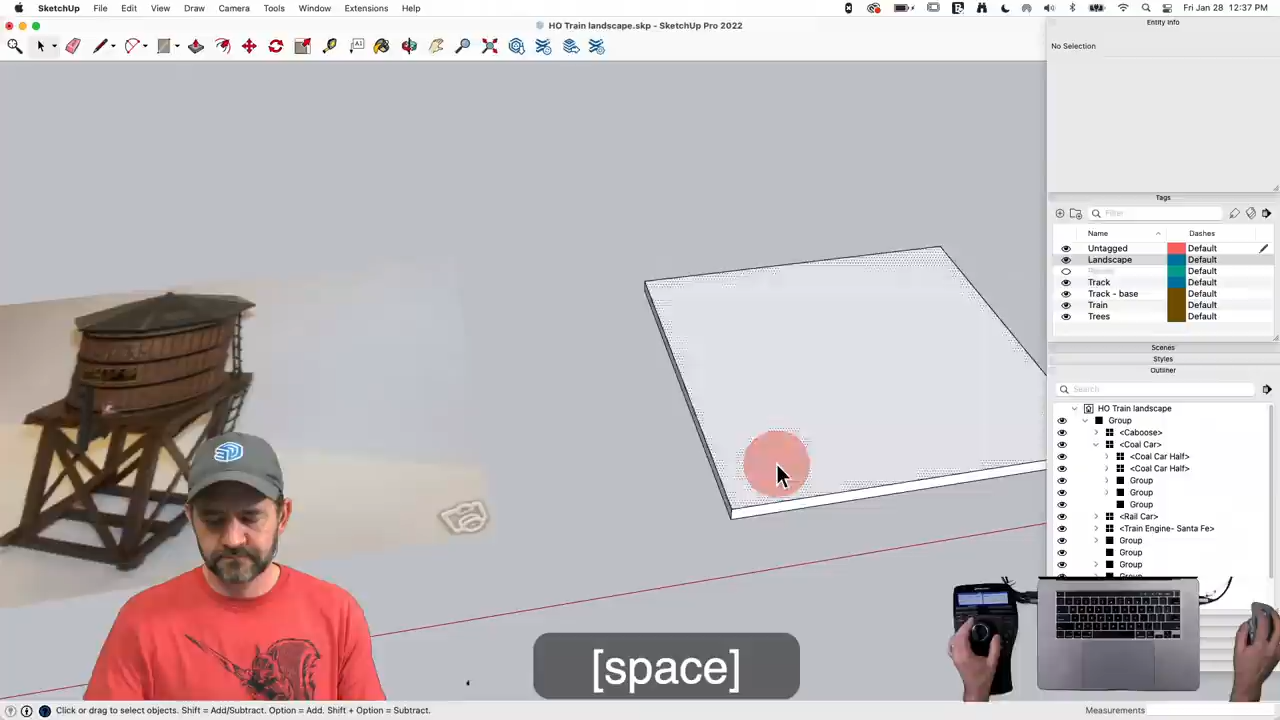 SketchUp File Edit View Draw Camera Tools Window Extensions Help Fri Jan 28 12:37 PM
HO Train landscape.skp - SketchUp Pro 2022
Entity Info
No Selection
Tags
Filter
Name Dashes
Untagged Default
Landscape Default
Default
Track Default
Track - base Default
Train Default
Trees Default
Scenes
Styles
Outliner
Search
HO Train landscape
Group
<Caboose>
<Coal Car>
<Coal Car Half>
<Coal Car Half>
Group
Group
Group
<Rail Car>
<Train Engine- Santa Fe>
Group
Group
Group
[space]
Click or drag to select objects. Shift = Add/Subtract. Option = Add. Shift + Option = Subtract.
Measurements